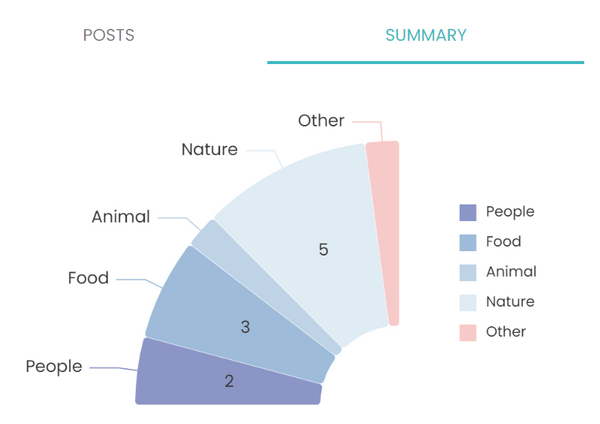 POSTS
SUMMARY
Other
Nature
Animal
Food
People
5
3
2
People
Food
Animal
Nature
Other